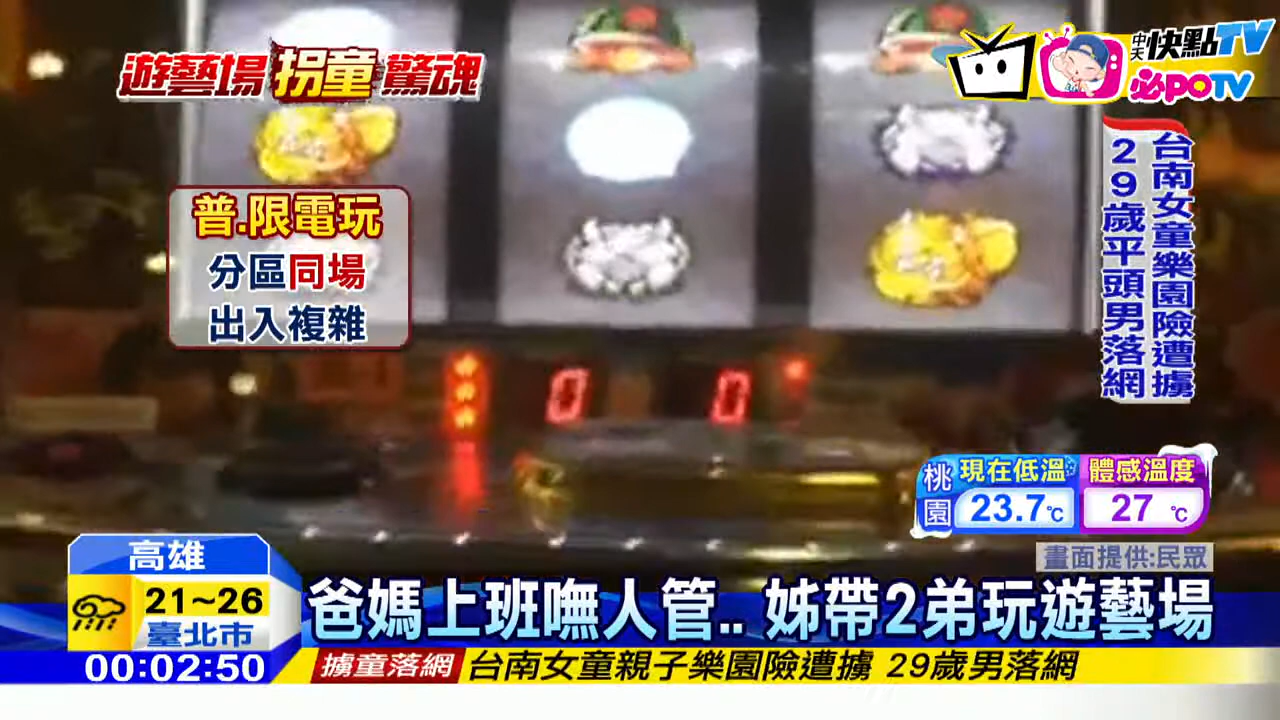 遊藝場拐童驚魂
中天快點TV
必POTV
普.限電玩
分區同場
出入複雜
台南女童樂園險遭擄
29歲平頭男落網
0 0
桃園
現在低溫
23.7℃
體感溫度
27℃
畫面提供:民眾
高雄
21~26
臺北市
00:02:50
爸媽上班嘸人管.. 姊帶2弟玩遊藝場
擄童落網
台南女童親子樂園險遭擄 29歲男落網